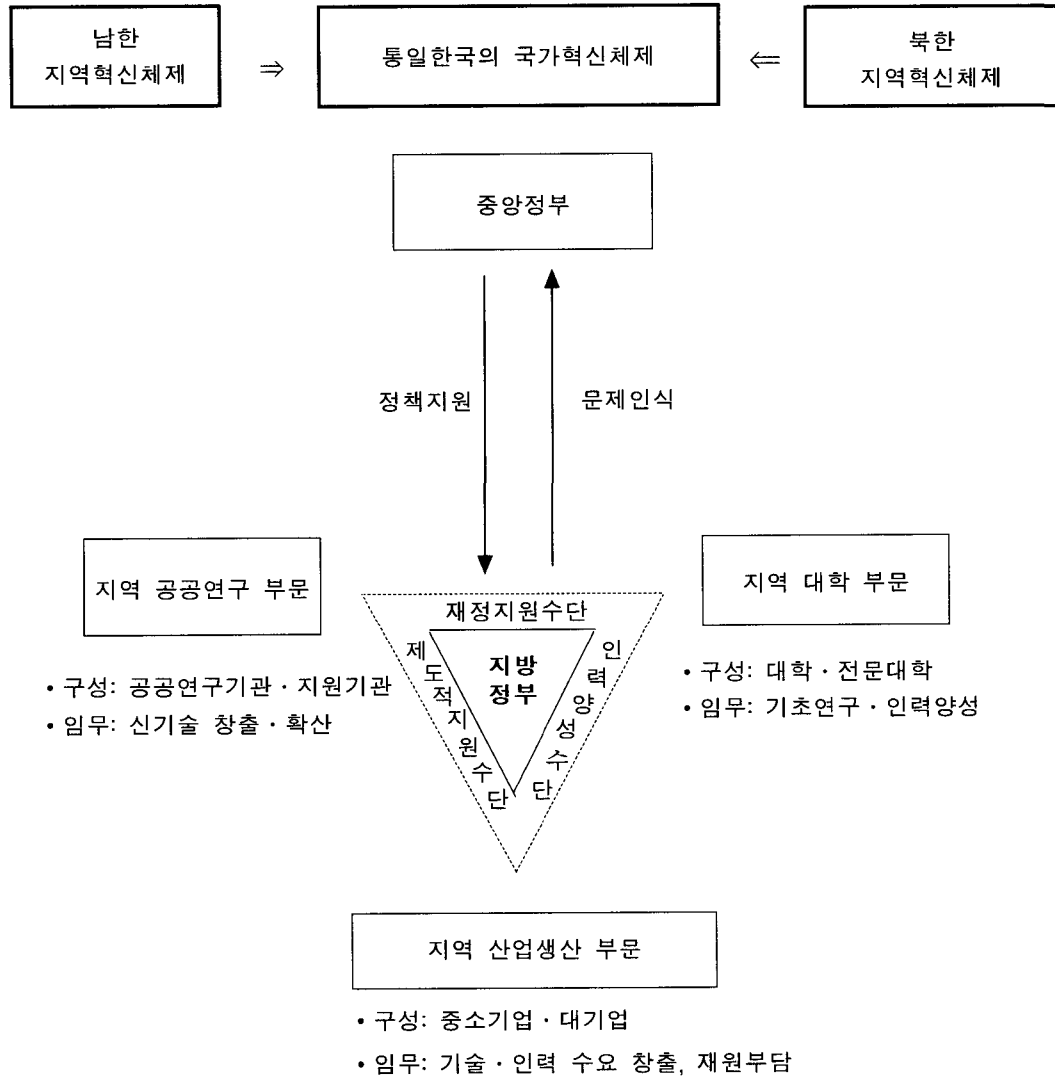 남한
지역혁신체제
⇒
통일한국의 국가혁신체제
⇐
북한
지역혁신체제
중앙정부
정책지원
문제인식
지역 공공연구 부문
• 구성: 공공연구기관 · 지원기관
• 임무: 신기술 창출 · 확산
재정지원수단
제도적지원수단
지방
정부
인력양성수단
지역 대학 부문
• 구성: 대학 · 전문대학
• 임무: 기초연구 · 인력양성
지역 산업생산 부문
• 구성: 중소기업 · 대기업
• 임무: 기술 · 인력 수요 창출, 재원부담